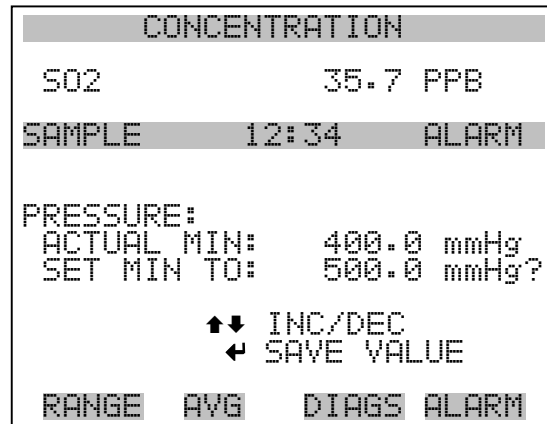 CONCENTRATION
SO2 35.7 PPB
SAMPLE 12:34 ALARM
PRESSURE:
ACTUAL MIN: 400.0 mmHg
SET MIN TO: 500.0 mmHg?
↑↓ INC/DEC
↵ SAVE VALUE
RANGE AVG DIAGS ALARM